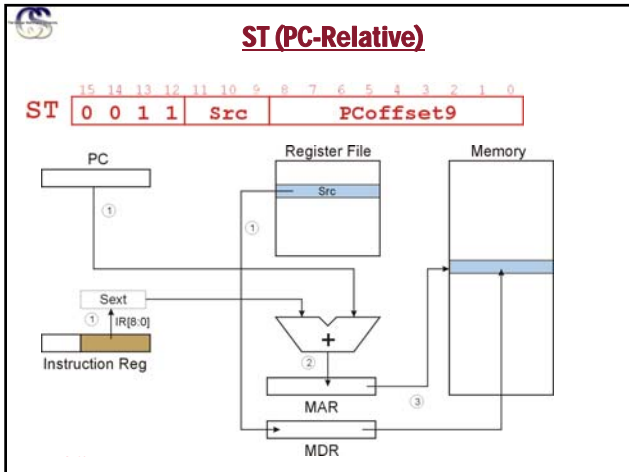 ST (PC-Relative)
15 14 13 12 11 10 9 8 7 6 5 4 3 2 1 0
ST 0 0 1 1 Src PCoffset9
PC
Register File
Memory
Src
1
1
Sext
1
IR[8:0]
+
Instruction Reg
2
MAR
3
MDR